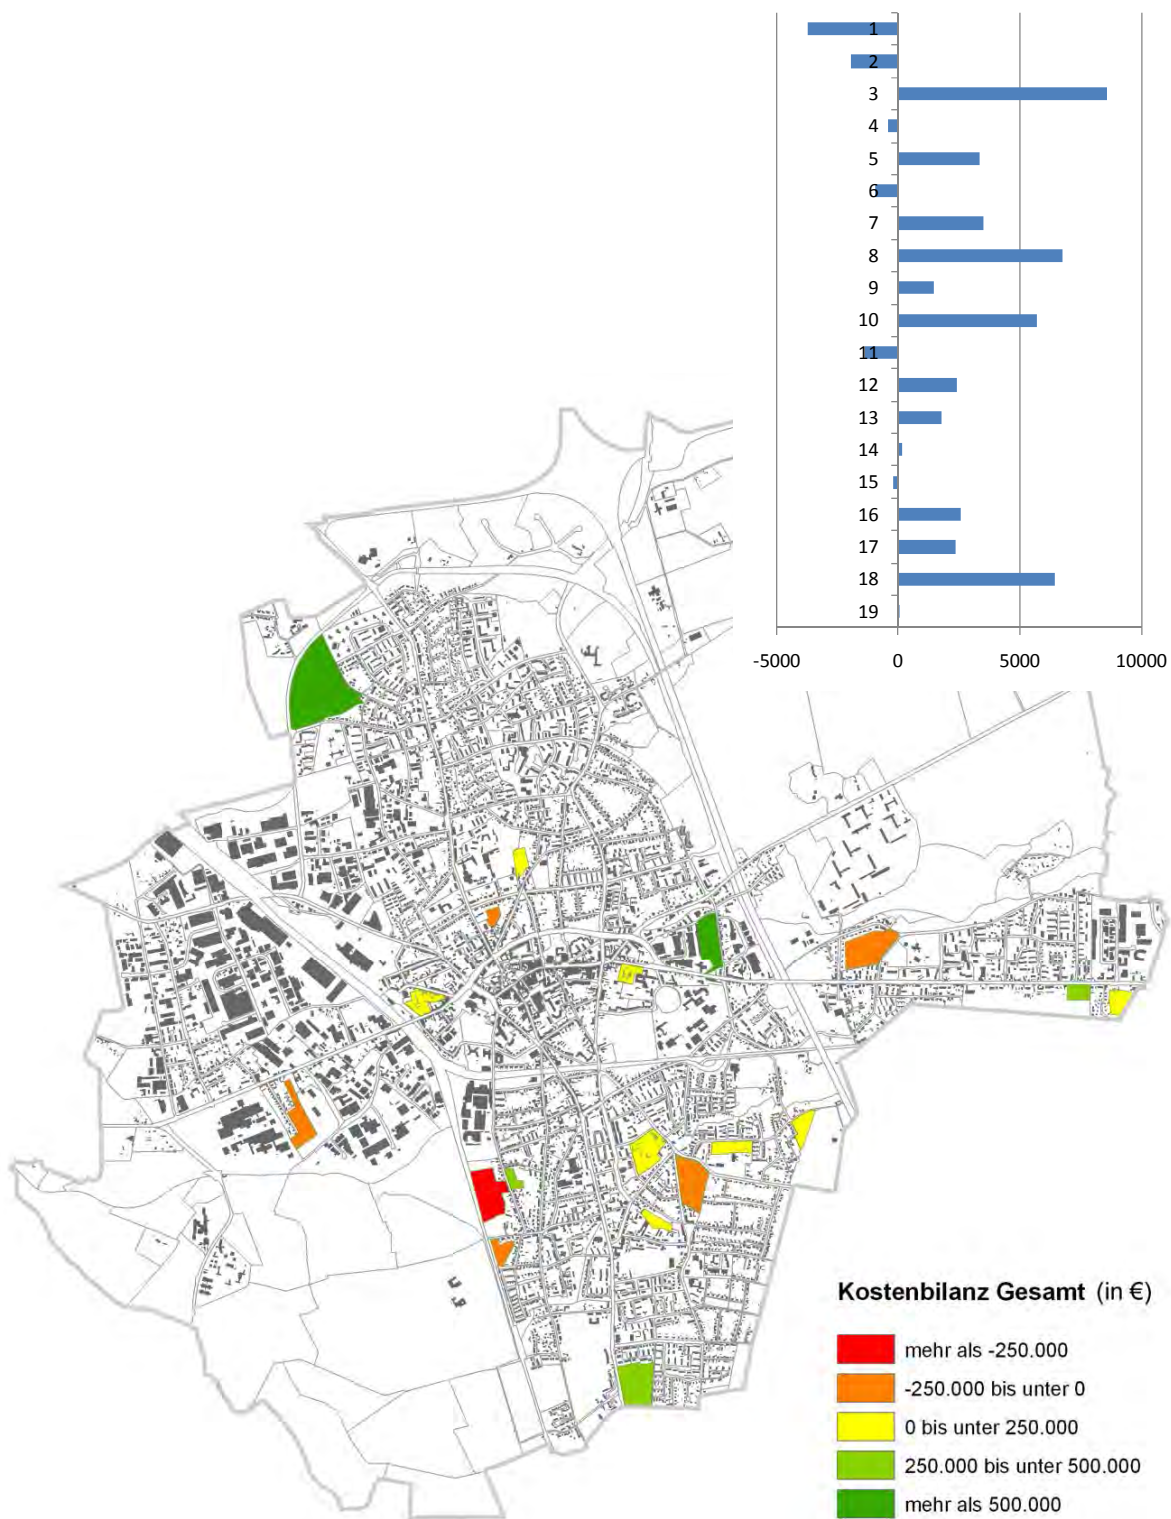 1
2
3
4
5
6
7
8
9
10
11
12
13
14
15
16
17
18
19
-5000 0 5000 10000
Kostenbilanz Gesamt (in €)
mehr als -250.000
-250.000 bis unter 0
0 bis unter 250.000
250.000 bis unter 500.000
mehr als 500.000